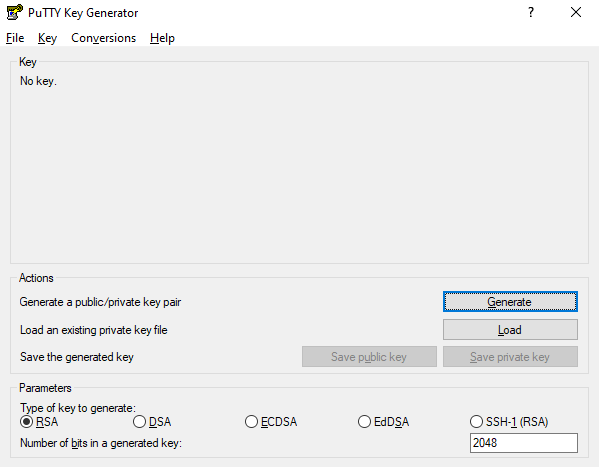 PuTTY Key Generator ?
File Key Conversions Help
Key
No key.
Actions
Generate a public/private key pair Generate
Load an existing private key file Load
Save the generated key Save public key Save private key
Parameters
Type of key to generate:
RSA DSA ECDSA EdDSA SSH-1 (RSA)
Number of bits in a generated key: 2048